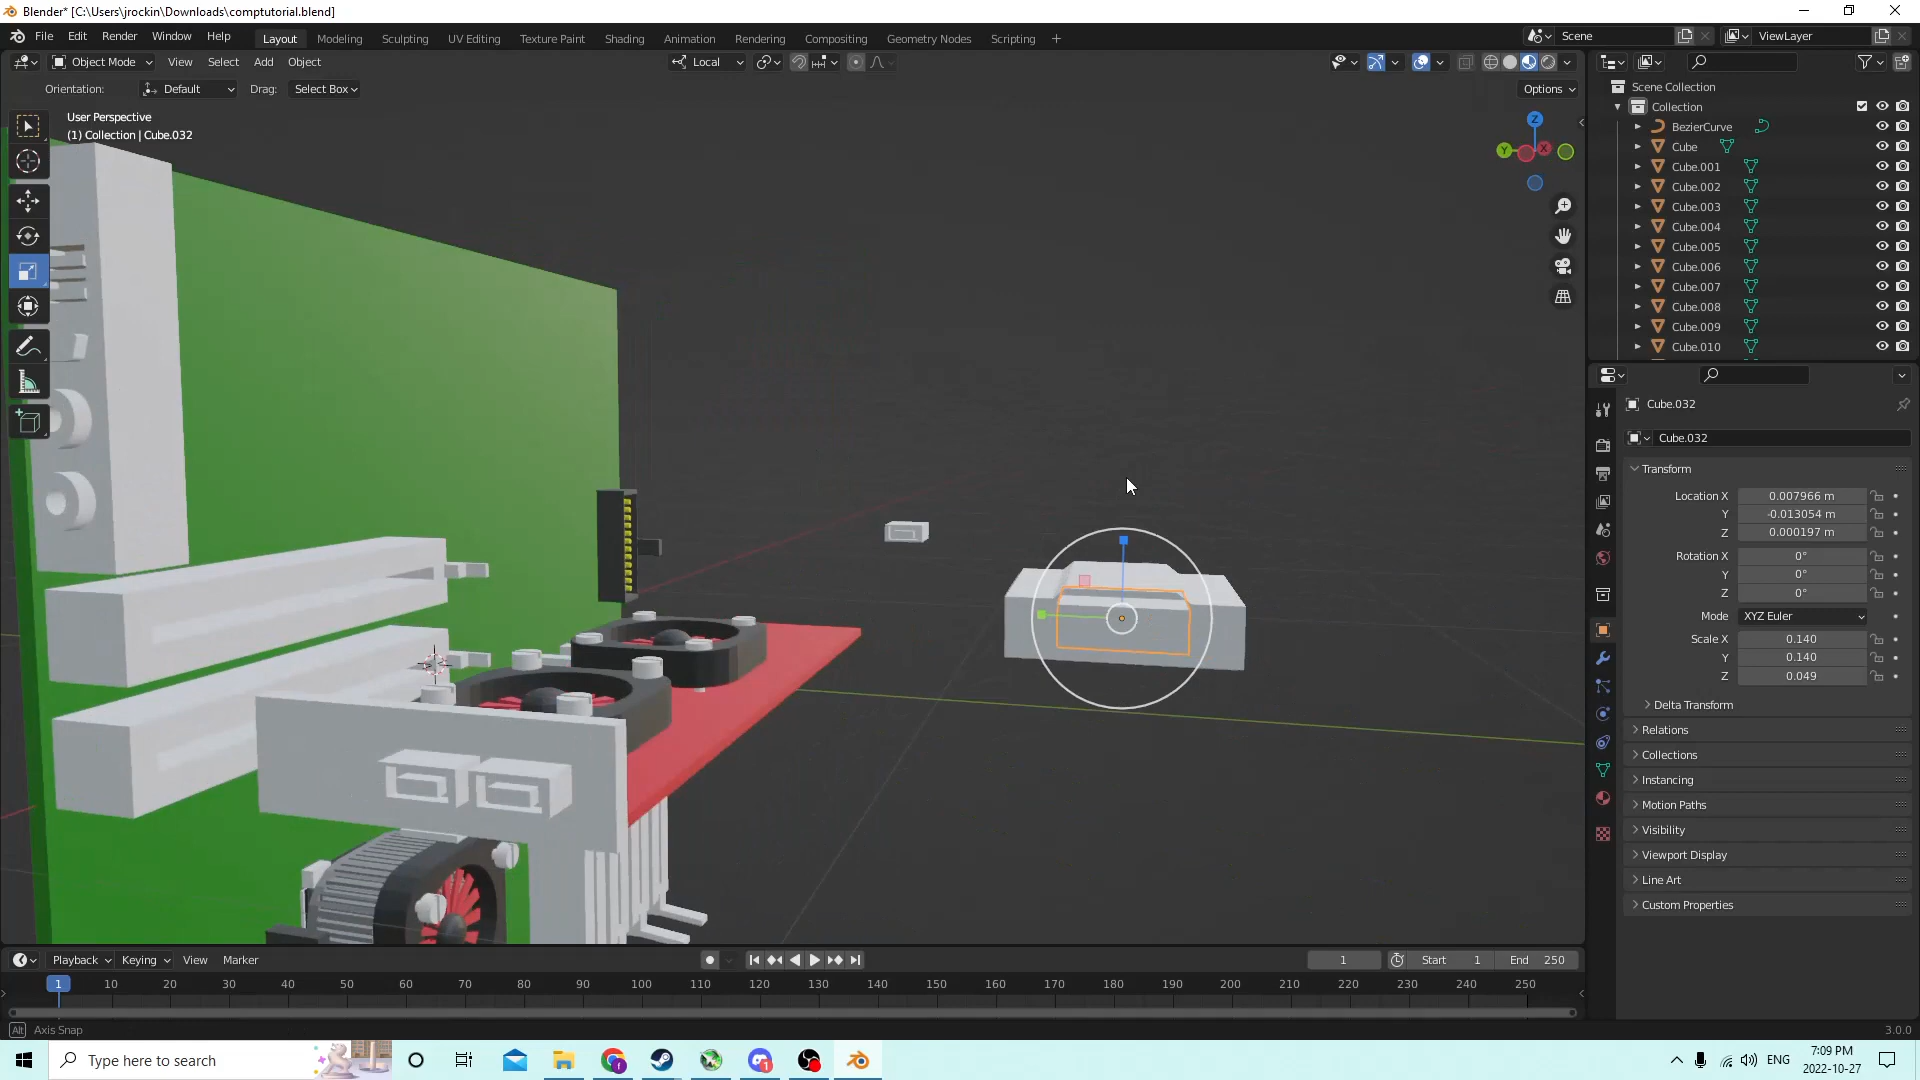 Blender* [C:\Users\jrockin\Downloads\comptutorial.blend]
File Edit Render Window Help
Layout Modeling Sculpting UV Editing Texture Paint Shading Animation Rendering Compositing Geometry Nodes Scripting +
Scene
ViewLayer
Object Mode View Select Add Object
Local
Orientation: Default Drag: Select Box
Options
User Perspective
(1) Collection | Cube.032
Z
Y
X
Scene Collection
Collection
BezierCurve
Cube
Cube.001
Cube.002
Cube.003
Cube.004
Cube.005
Cube.006
Cube.007
Cube.008
Cube.009
Cube.010
Cube.032
Cube.032
Transform
Location X 0.007966 m
Y -0.013054 m
Z 0.000197 m
Rotation X 0°
Y 0°
Z 0°
Mode XYZ Euler
Scale X 0.140
Y 0.140
Z 0.049
Delta Transform
Relations
Collections
Instancing
Motion Paths
Visibility
Viewport Display
Line Art
Custom Properties
Playback Keying View Marker
1 Start 1 End 250
1 10 20 30 40 50 60 70 80 90 100 110 120 130 140 150 160 170 180 190 200 210 220 230 240 250
Alt Axis Snap
3.0.0
Type here to search
ENG
7:09 PM
2022-10-27